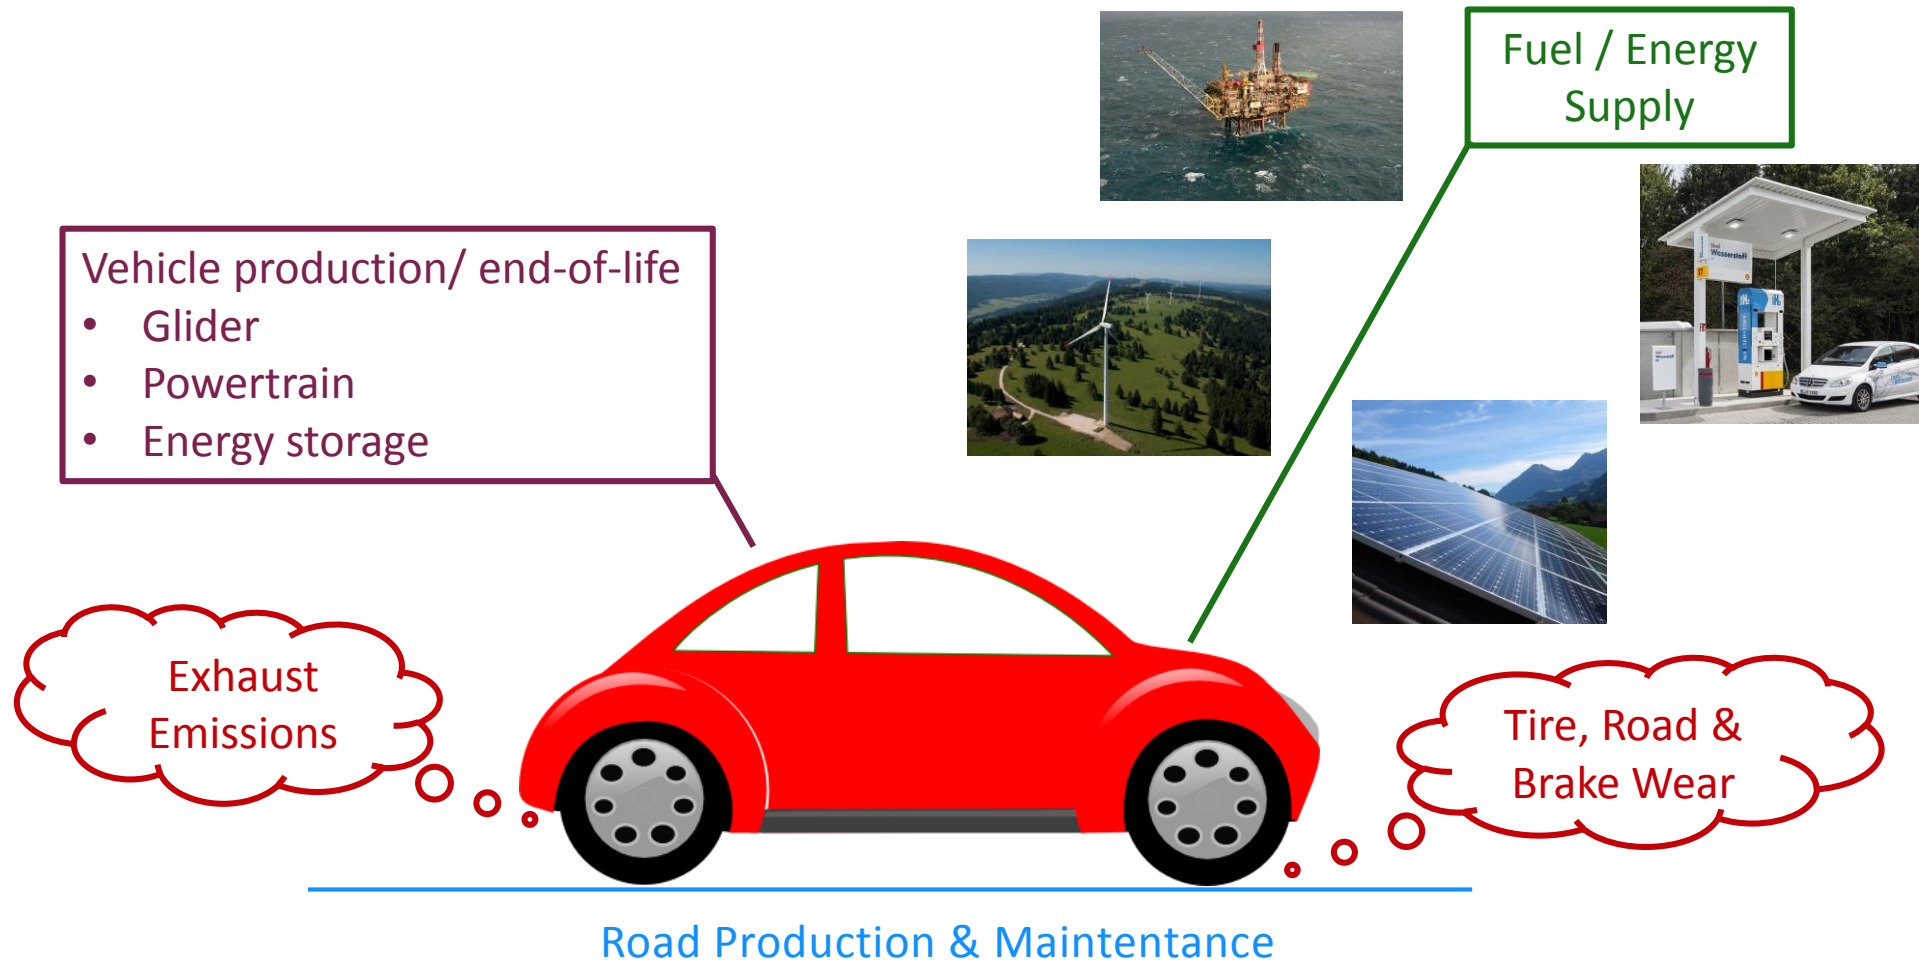 Fuel / Energy
Supply
Vehicle production/ end-of-life
• Glider
• Powertrain
• Energy storage
Wasserstoff
Exhaust
Emissions
Tire, Road &
Brake Wear
Road Production & Maintentance